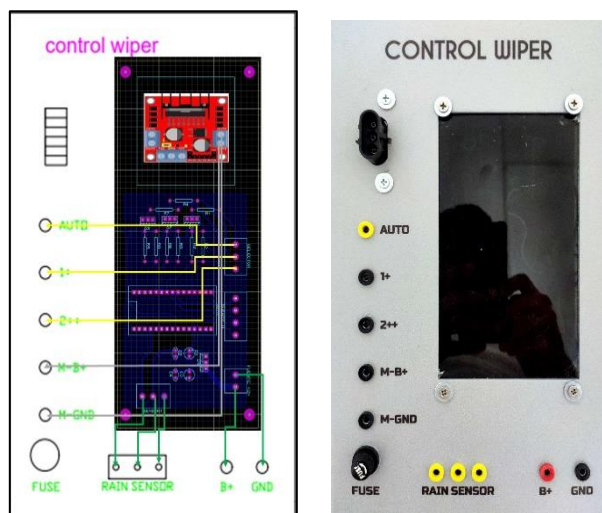 control wiper
AUTO
1+
2++
M-B+
M-GND
FUSE
RAIN SENSOR
B+
GND
CONTROL WIPER
AUTO
1+
2++
M-B+
M-GND
FUSE
RAIN SENSOR
B+
GND